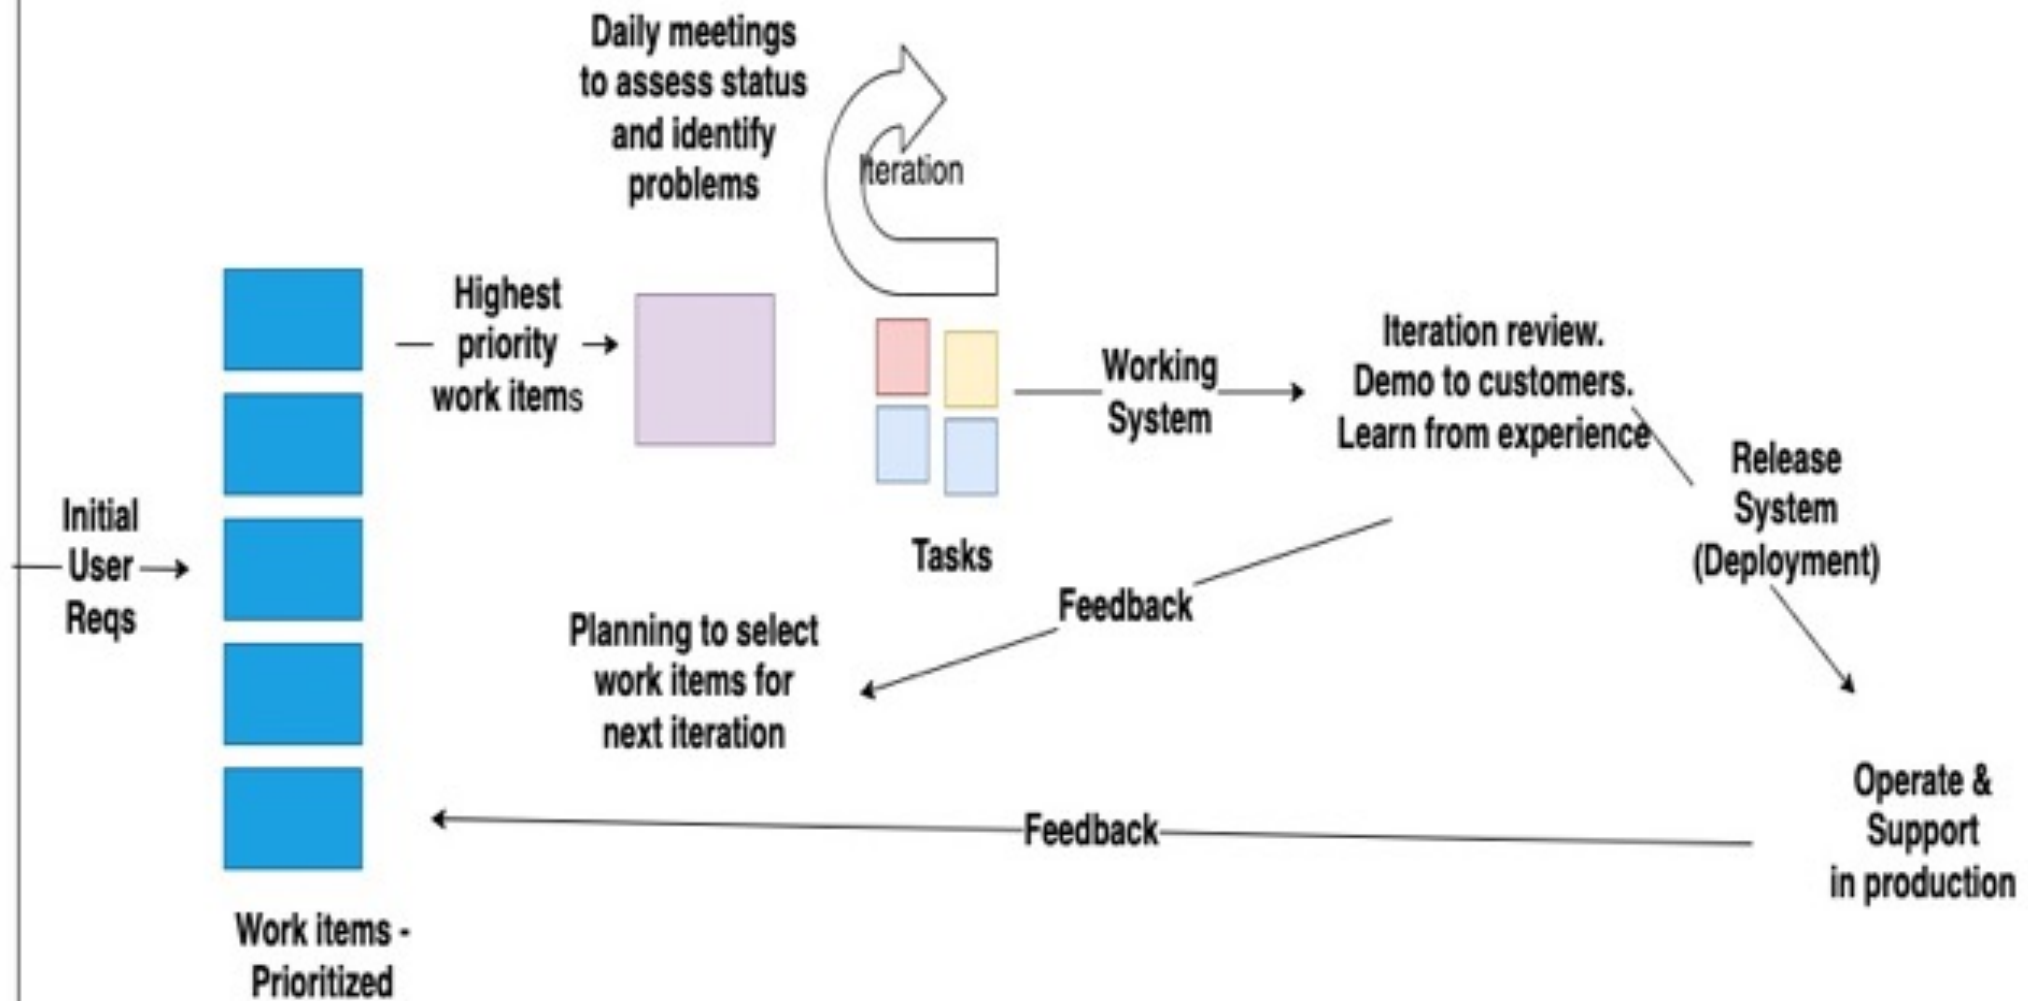 Daily meetings
to assess status
and identify
problems
Iteration
Highest
priority
work items
Working
System
Iteration review.
Demo to customers.
Learn from experience
Release
System
(Deployment)
Initial
User
Reqs
Tasks
Feedback
Planning to select
work items for
next iteration
Feedback
Operate &
Support
in production
Work items -
Prioritized